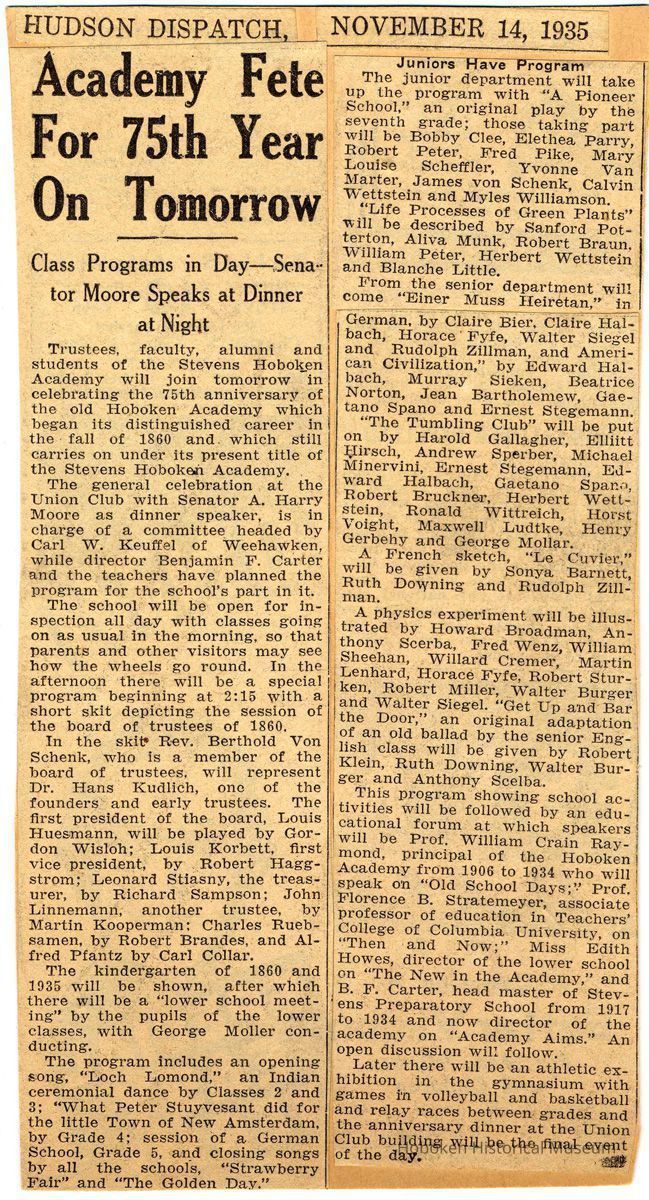 HUDSON DISPATCH,
NOVEMBER 14, 1935
Academy Fete
For 75th Year
On Tomorrow
Class Programs in Day—Sena-
tor Moore Speaks at Dinner
at Night
Trustees, faculty, alumni and
students of the Stevens Hoboken
Academy will join tomorrow in
celebrating the 75th anniversary of
the old Hoboken Academy which
began its distinguished career in
the fall of 1860 and which still
carries on under its present title of
the Stevens Hoboken Academy.
The general celebration at the
Union Club with Senator A. Harry
Moore as dinner speaker, is in
charge of a committee headed by
Carl W. Keuffel of Weehawken,
while director Benjamin F. Carter
and the teachers have planned the
program for the school's part in it.
The school will be open for in-
spection all day with classes going
on as usual in the morning, so that
parents and other visitors may see
how the wheels go round. In the
afternoon there will be a special
program beginning at 2:15 with a
short skit depicting the session of
the board of trustees of 1860.
In the skit Rev. Berthold Von
Schenk, who is a member of the
board of trustees, will represent
Dr. Hans Kudlich, one of the
founders and early trustees. The
first president of the board, Louis
Huesmann, will be played by Gor-
don Wisloh; Louis Korbett, first
vice president, by Robert Hagg-
strom; Leonard Stiasny, the treas-
urer, by Richard Sampson; John
Linnemann, another trustee, by
Martin Kooperman; Charles Rueb-
samen, by Robert Brandes, and Al-
fred Pfantz by Carl Collar.
The kindergarten of 1860 and
1935 will be shown, after which
there will be a "lower school meet-
ing" by the pupils of the lower
classes, with George Moller con-
ducting.
The program includes an opening
song, "Loch Lomond," an Indian
ceremonial dance by Classes 2 and
3; "What Peter Stuyvesant did for
the little Town of New Amsterdam,
by Grade 4; session of a German
School, Grade 5, and closing songs
by all the schools, "Strawberry
Fair" and "The Golden Day."
Juniors Have Program
The junior department will take
up the program with "A Pioneer
School," an original play by the
seventh grade; those taking part
will be Bobby Clee, Elethea Parry,
Robert Peter, Fred Pike, Mary
Louise Scheffler, Yvonne Van
Marter, James von Schenk, Calvin
Wettstein and Myles Williamson.
"Life Processes of Green Plants"
will be described by Sanford Pot-
terton, Aliva Munk, Robert Braun,
William Peter, Herbert Wettstein
and Blanche Little.
From the senior department will
come "Einer Muss Heiretan," in
German, by Claire Bier, Claire Hal-
bach, Horace Fyfe, Walter Siegel
and Rudolph Zillman, and Ameri-
can Civilization," by Edward Hal-
bach, Murray Sieken, Beatrice
Norton, Jean Bartholemew, Gae-
tano Spano and Ernest Stegemann.
"The Tumbling Club" will be put
on by Harold Gallagher, Elliitt
Hirsch, Andrew Sperber, Michael
Minervini, Ernest Stegemann, Ed-
ward Halbach, Gaetano Spano,
Robert Bruckner, Herbert Wett-
stein, Ronald Wittreich, Horst
Voight, Maxwell Ludtke, Henry
Gerbehy and George Mollar.
A French sketch, "Le Cuvier,"
will be given by Sonya Barnett,
Ruth Downing and Rudolph Zill-
man.
A physics experiment will be illus-
trated by Howard Broadman, An-
thony Scerba, Fred Wenz, William
Sheehan, Willard Cremer, Martin
Lenhard, Horace Fyfe, Robert Stur-
ken, Robert Miller, Walter Burger
and Walter Siegel. "Get Up and Bar
the Door," an original adaptation
of an old ballad by the senior Eng-
lish class will be given by Robert
Klein, Ruth Downing, Walter Bur-
ger and Anthony Scelba.
This program showing school ac-
tivities will be followed by an edu-
cational forum at which speakers
will be Prof. William Crain Ray-
mond, principal of the Hoboken
Academy from 1906 to 1934 who will
speak on "Old School Days;" Prof.
Florence B. Stratemeyer, associate
professor of education in Teachers'
College of Columbia University, on
"Then and Now;" Miss Edith
Howes, director of the lower school
on "The New in the Academy," and
B. F. Carter, head master of Stev-
ens Preparatory School from 1917
to 1934 and now director of the
academy on "Academy Aims." An
open discussion will follow.
Later there will be an athletic ex-
hibition in the gymnasium with
games in volleyball and basketball
and relay races between grades and
the anniversary dinner at the Union
Club building will be the final event
of the day.
Hoboken Historical Museum